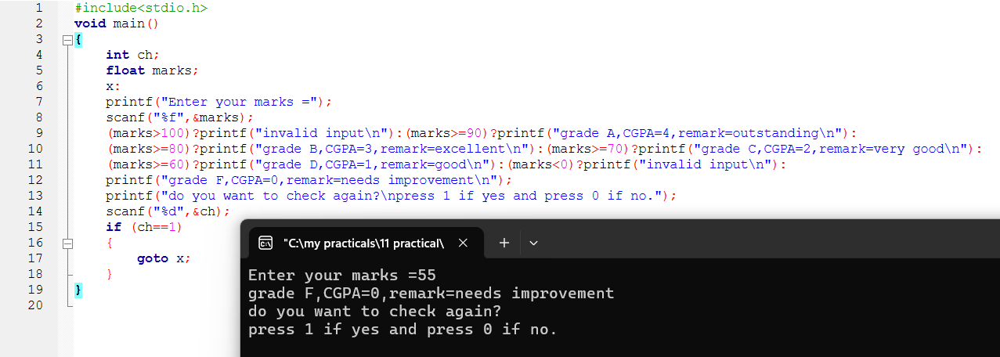 1 #include<stdio.h>
2 void main()
3 {
4 int ch;
5 float marks;
6 x:
7 printf("Enter your marks =");
8 scanf("%f",&marks);
9 (marks>100)?printf("invalid input\n"):(marks>=90)?printf("grade A,CGPA=4,remark=outstanding\n"):
10 (marks>=80)?printf("grade B,CGPA=3,remark=excellent\n"):(marks>=70)?printf("grade C,CGPA=2,remark=very good\n"):
11 (marks>=60)?printf("grade D,CGPA=1,remark=good\n"):(marks<0)?printf("invalid input\n"):
12 printf("grade F,CGPA=0,remark=needs improvement\n");
13 printf("do you want to check again?\npress 1 if yes and press 0 if no.");
14 scanf("%d",&ch);
15 if (ch==1)
16 {
17 goto x;
18 }
19 }
20
"C:\my practicals\11 practical\
Enter your marks =55
grade F,CGPA=0,remark=needs improvement
do you want to check again?
press 1 if yes and press 0 if no.